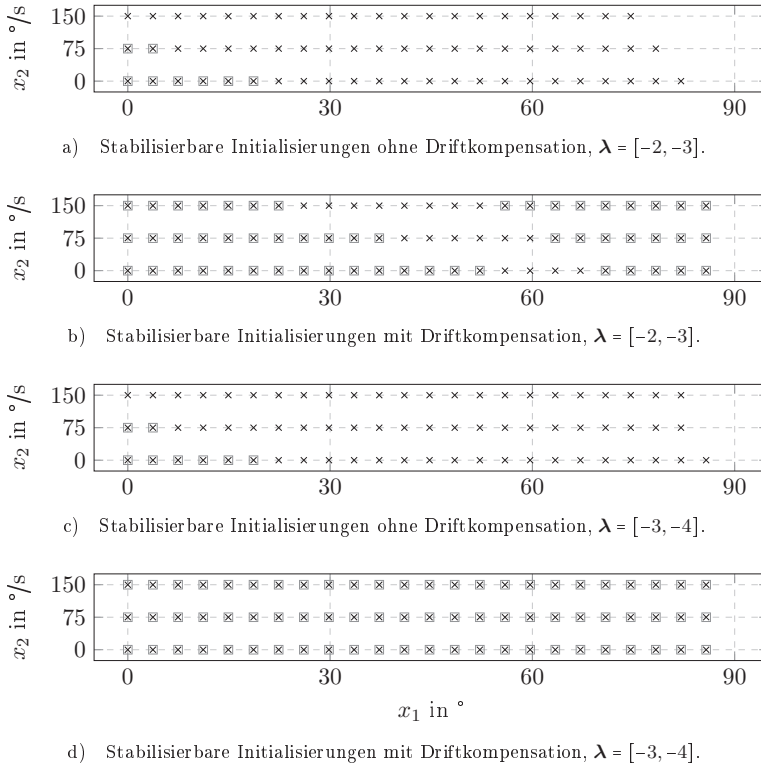 x₂ in °/s
150
75
0
0 30 60 90
a) Stabilisierbare Initialisierungen ohne Driftkompensation, λ = [−2, −3].
x₂ in °/s
150
75
0
0 30 60 90
b) Stabilisierbare Initialisierungen mit Driftkompensation, λ = [−2, −3].
x₂ in °/s
150
75
0
0 30 60 90
c) Stabilisierbare Initialisierungen ohne Driftkompensation, λ = [−3, −4].
x₂ in °/s
150
75
0
0 30 60 90
x₁ in °
d) Stabilisierbare Initialisierungen mit Driftkompensation, λ = [−3, −4].